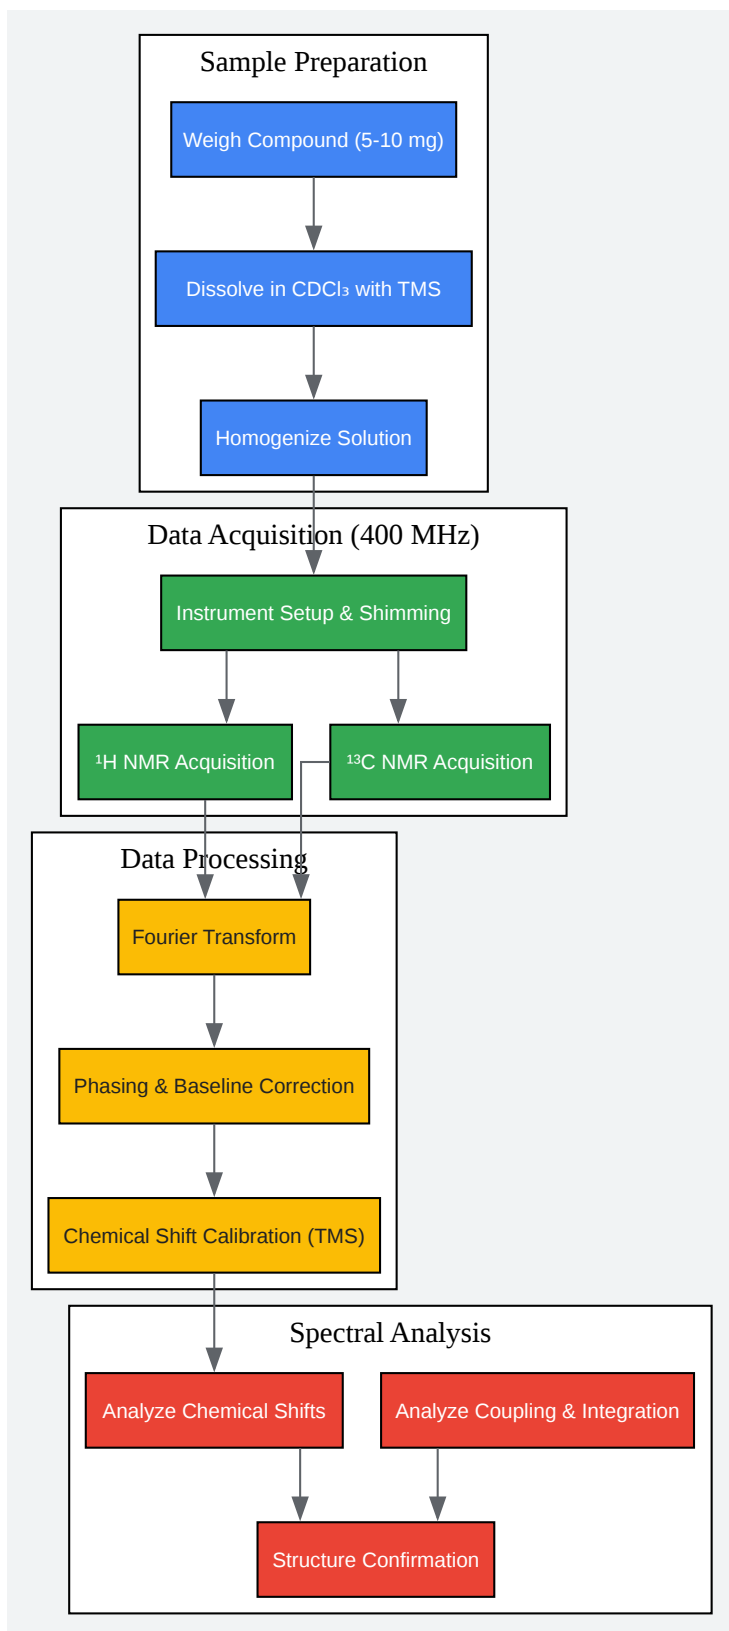 Sample Preparation
Weigh Compound (5-10 mg)
Dissolve in CDCl₃ with TMS
Homogenize Solution
Data Acquisition (400 MHz)
Instrument Setup & Shimming
¹H NMR Acquisition
¹³C NMR Acquisition
Data Processing
Fourier Transform
Phasing & Baseline Correction
Chemical Shift Calibration (TMS)
Spectral Analysis
Analyze Chemical Shifts
Analyze Coupling & Integration
Structure Confirmation